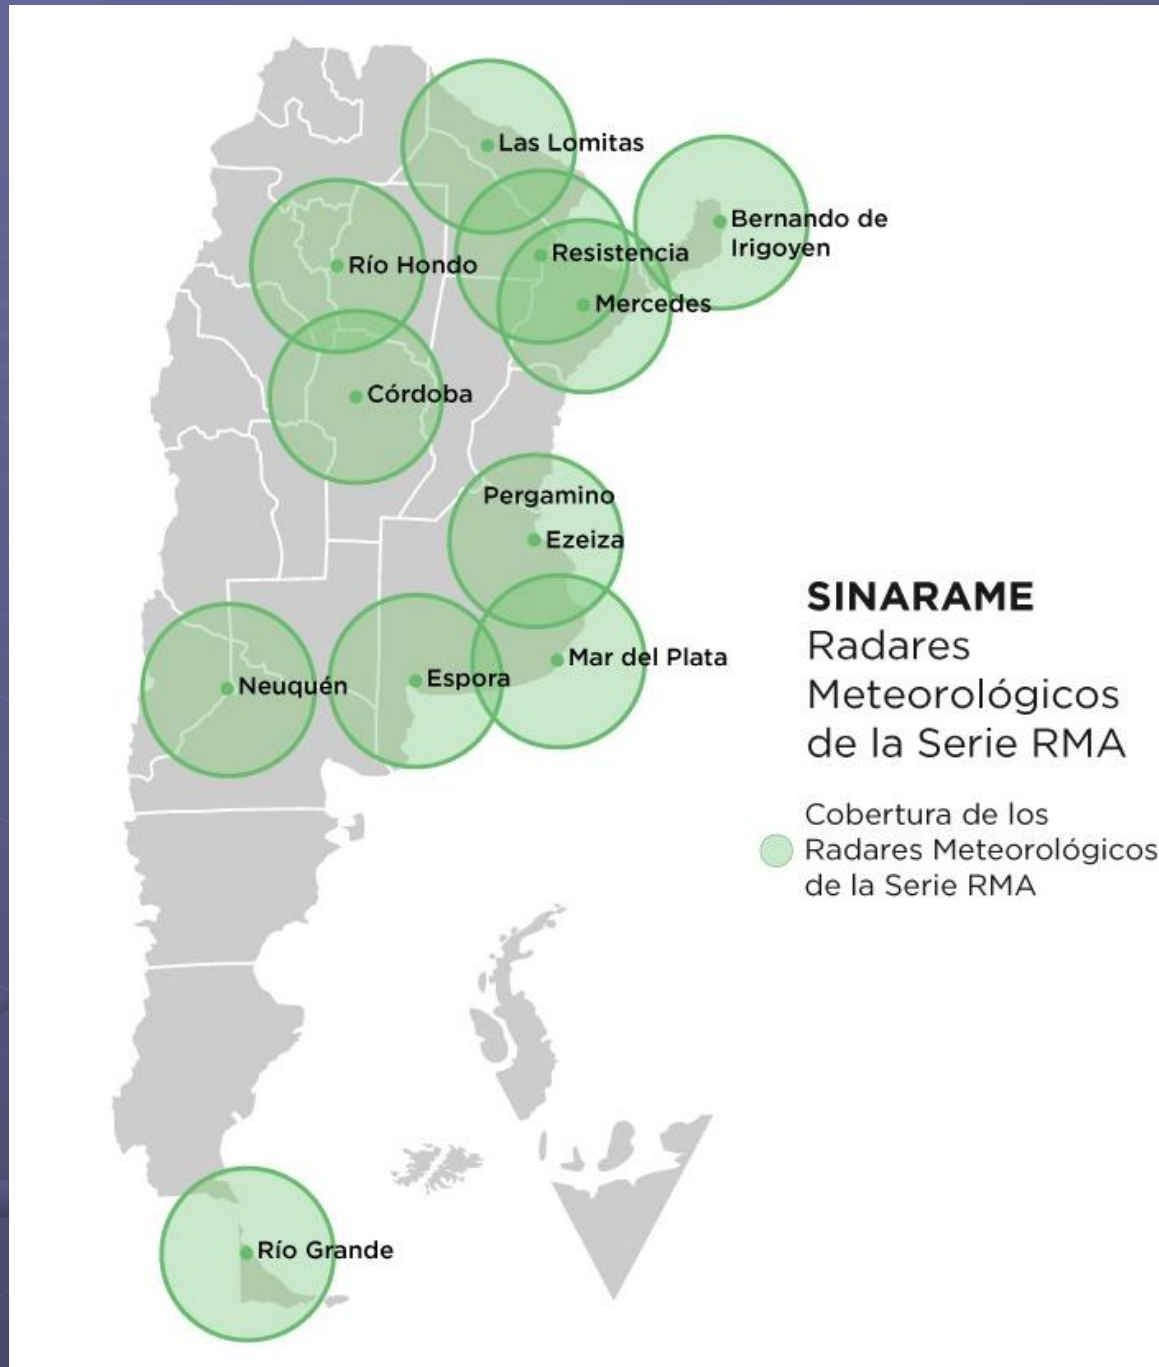 Las Lomitas
Bernando de
Irigoyen
Resistencia
Río Hondo
Mercedes
Córdoba
Pergamino
Ezeiza
SINARAME
Radares
Meteorológicos
de la Serie RMA
Mar del Plata
Espora
Neuquén
Cobertura de los
Radares Meteorológicos
de la Serie RMA
Río Grande